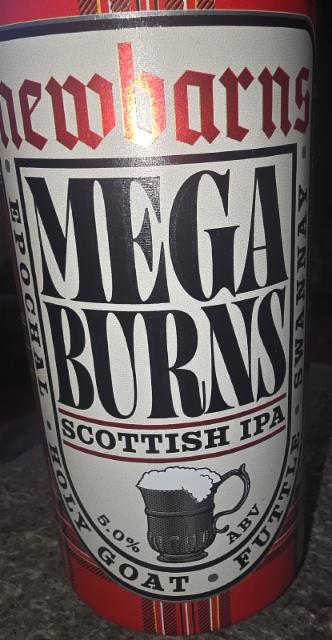 newbarns
MEGA
BURNS
SCOTTISH IPA
5.0% ABV
EPOCHAL • HOLY GOAT • FUTTLE • SWANNAY